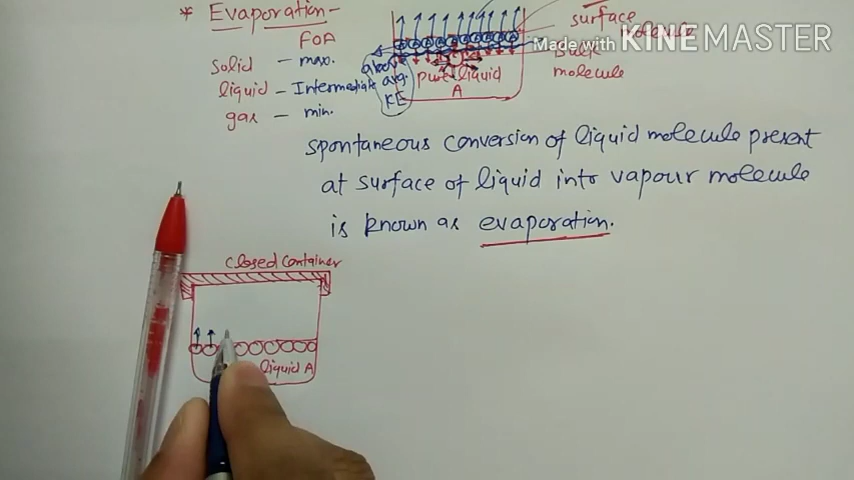 * Evaporation-
FOA
solid - max.
liquid - Intermediate
gas - min.
above
avg.
KE
pure liquid
A
surface
molecule
Bulk
molecule
Made with KINEMASTER
spontaneous conversion of liquid molecule present
at surface of liquid into vapour molecule
is known as evaporation.
closed container
liquid A